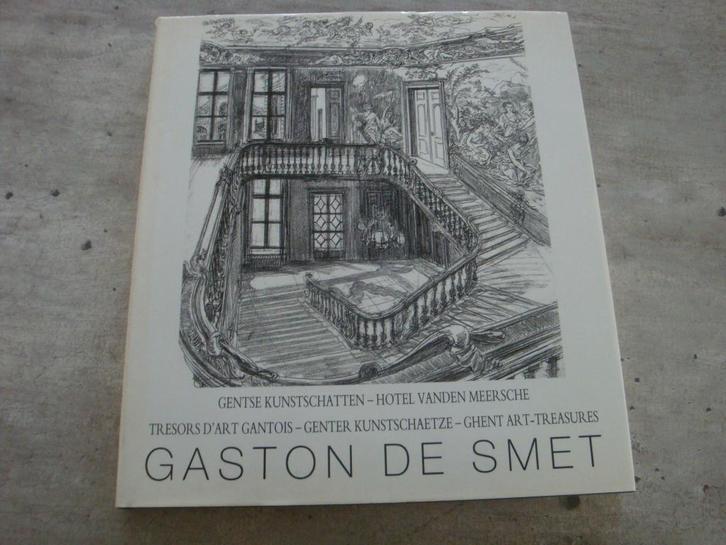 GENTSE KUNSTSCHATTEN – HOTEL VANDEN MEERSCHE
TRESORS D'ART GANTOIS – GENTER KUNSTSCHAETZE – GHENT ART-TREASURES
GASTON DE SMET